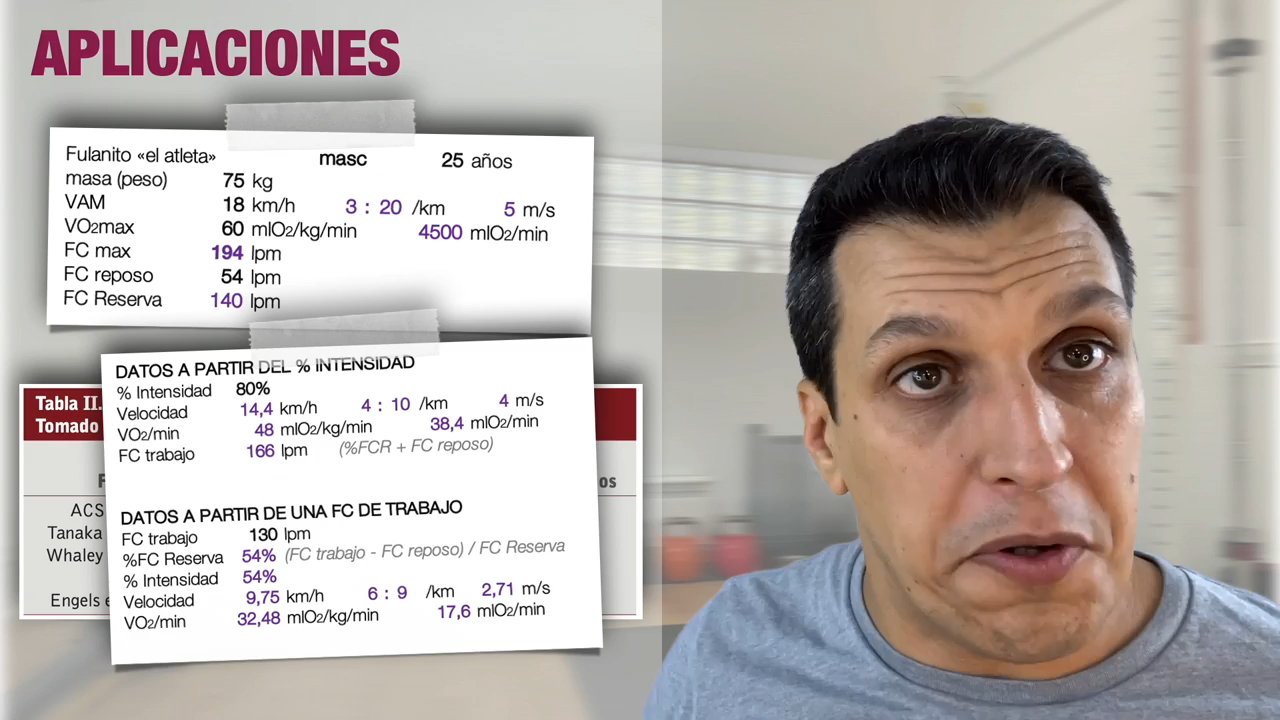 APLICACIONES
Fulanito «el atleta» masc 25 años
masa (peso) 75 kg
VAM 18 km/h 3 : 20 /km 5 m/s
VO2max 60 mlO2/kg/min 4500 mlO2/min
FC max 194 lpm
FC reposo 54 lpm
FC Reserva 140 lpm
DATOS A PARTIR DEL % INTENSIDAD
% Intensidad 80%
Velocidad 14,4 km/h 4 : 10 /km 4 m/s
VO2/min 48 mlO2/kg/min 38,4 mlO2/min
FC trabajo 166 lpm (%FCR + FC reposo)
DATOS A PARTIR DE UNA FC DE TRABAJO
FC trabajo 130 lpm
%FC Reserva 54% (FC trabajo - FC reposo) / FC Reserva
% Intensidad 54%
Velocidad 9,75 km/h 6 : 9 /km 2,71 m/s
VO2/min 32,48 mlO2/kg/min 17,6 mlO2/min
Tabla II.
Tomado
ACS
Tanaka
Whaley
Engels